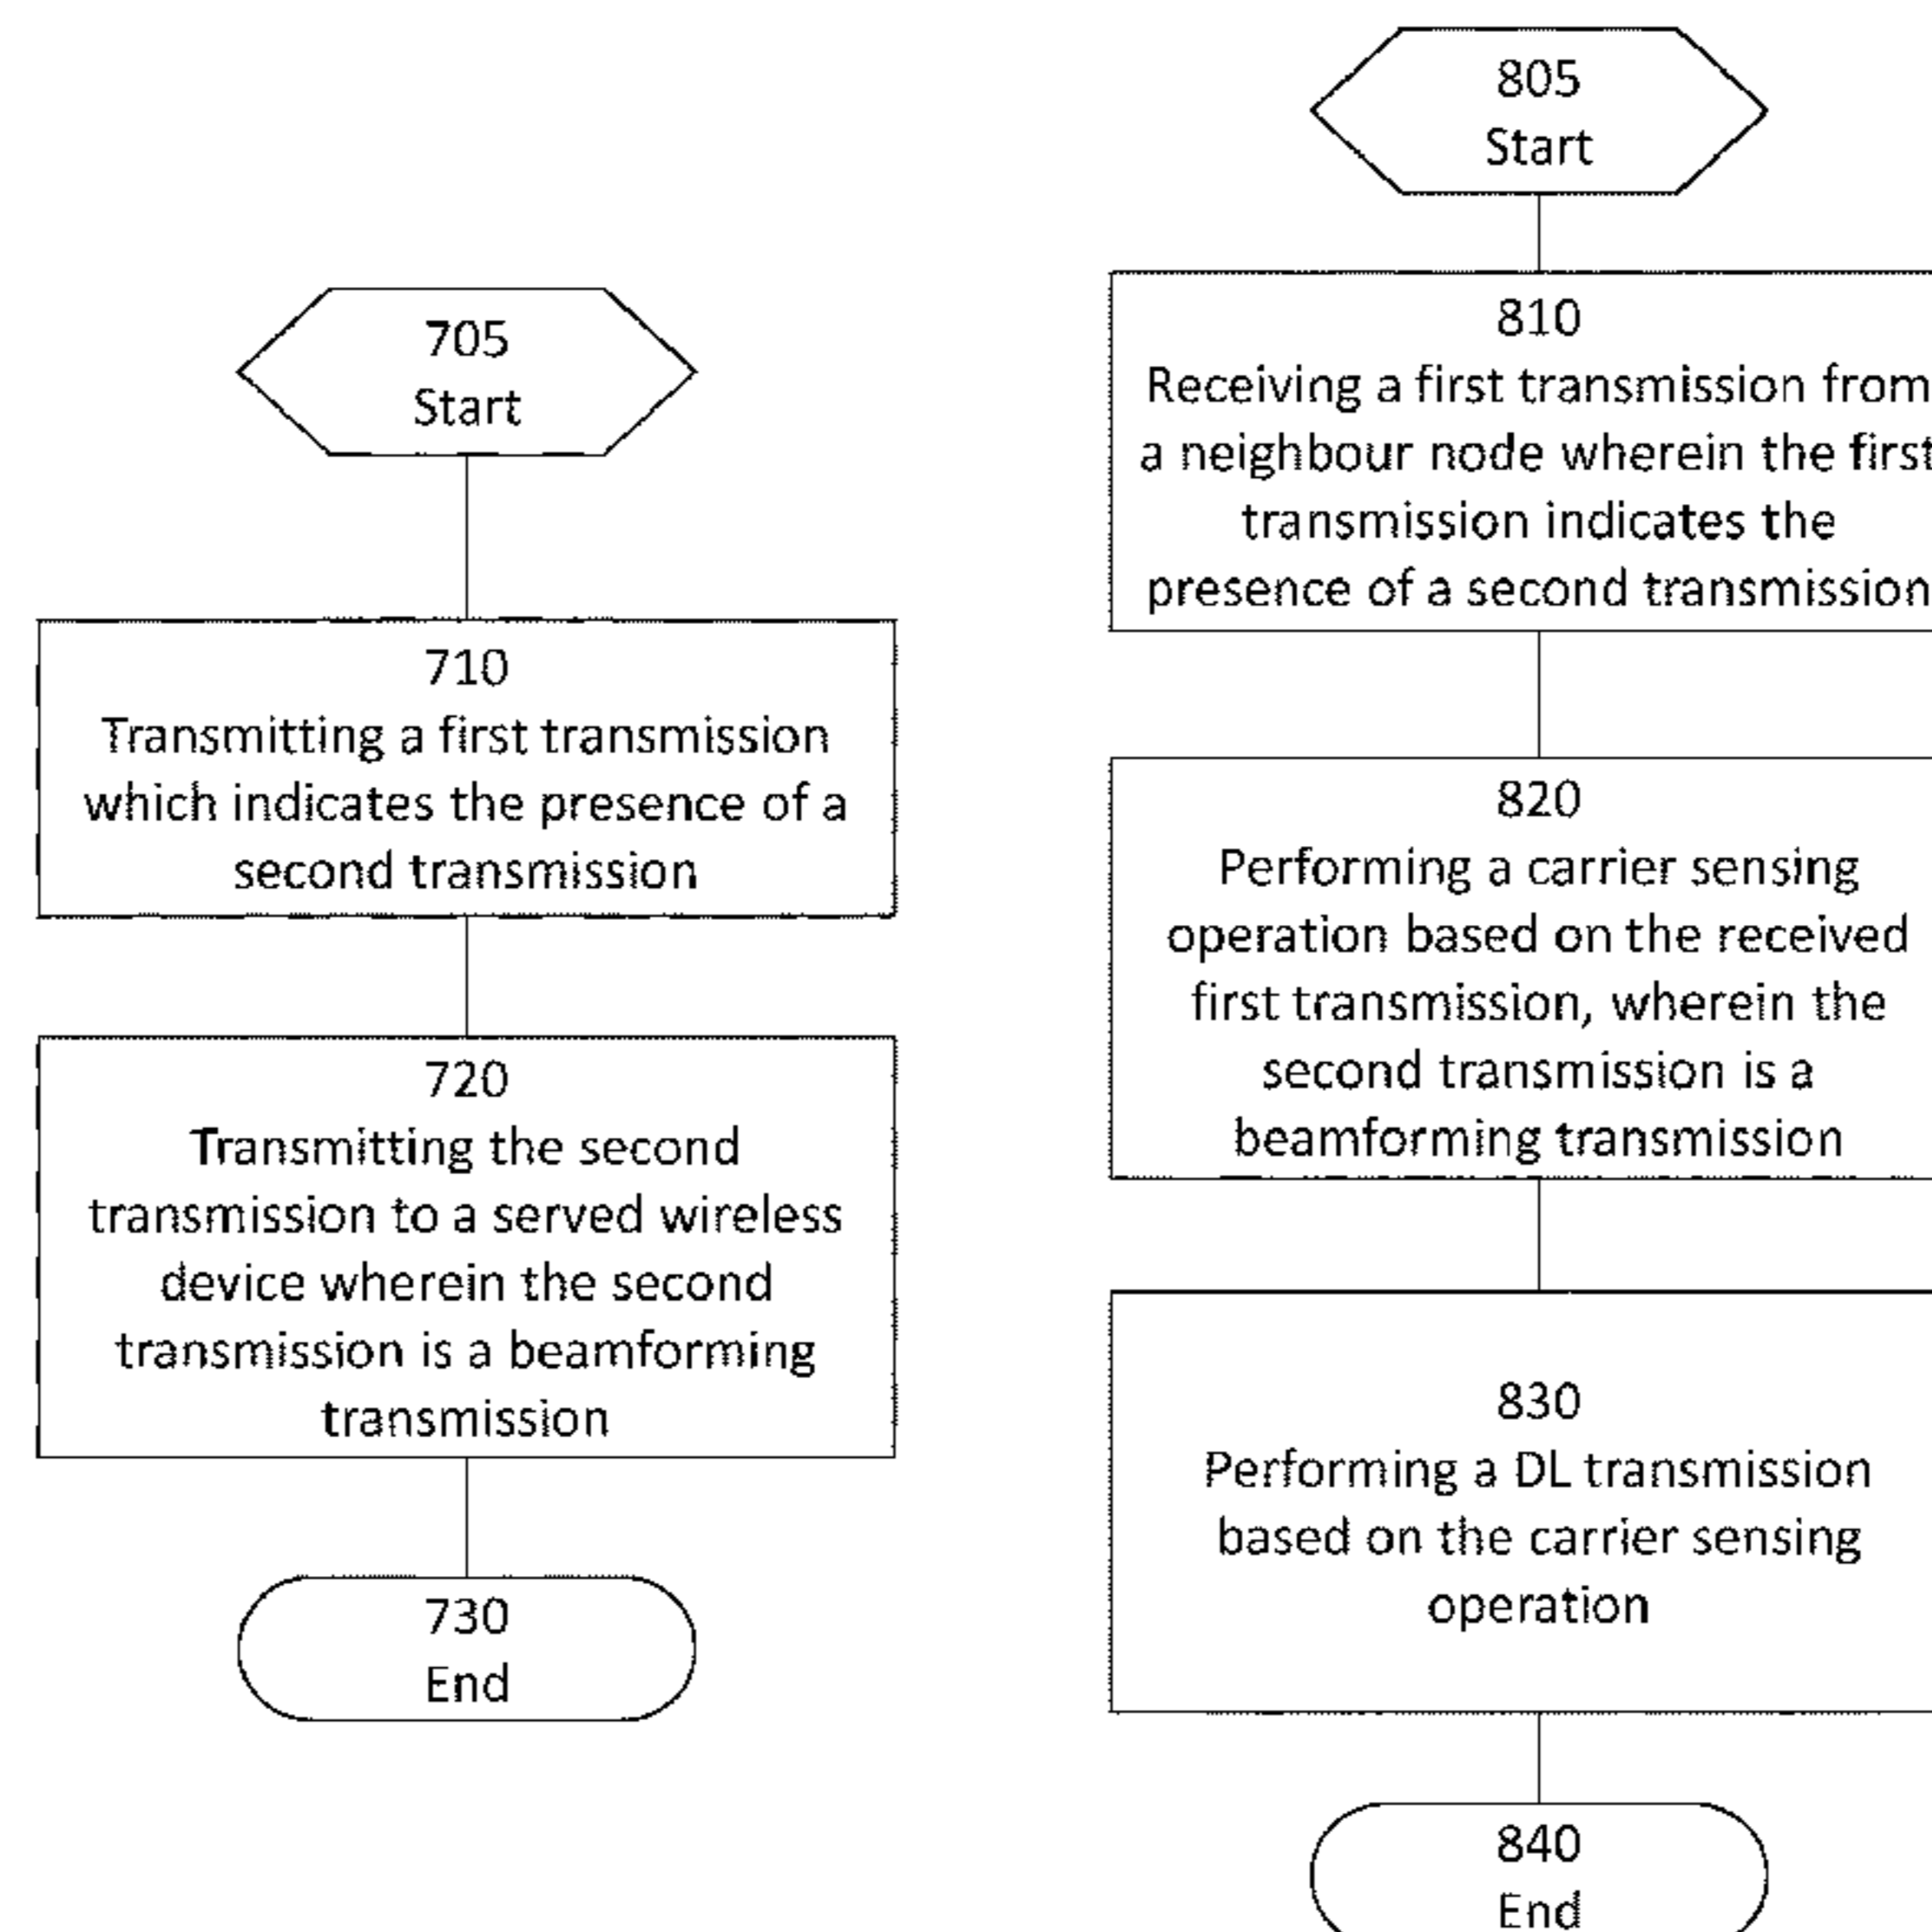 705
Start
710
Transmitting a first transmission
which indicates the presence of a
second transmission
720
Transmitting the second
transmission to a served wireless
device wherein the second
transmission is a beamforming
transmission
730
End
805
Start
810
Receiving a first transmission from
a neighbour node wherein the first
transmission indicates the
presence of a second transmission
820
Performing a carrier sensing
operation based on the received
first transmission, wherein the
second transmission is a
beamforming transmission
830
Performing a DL transmission
based on the carrier sensing
operation
840
End